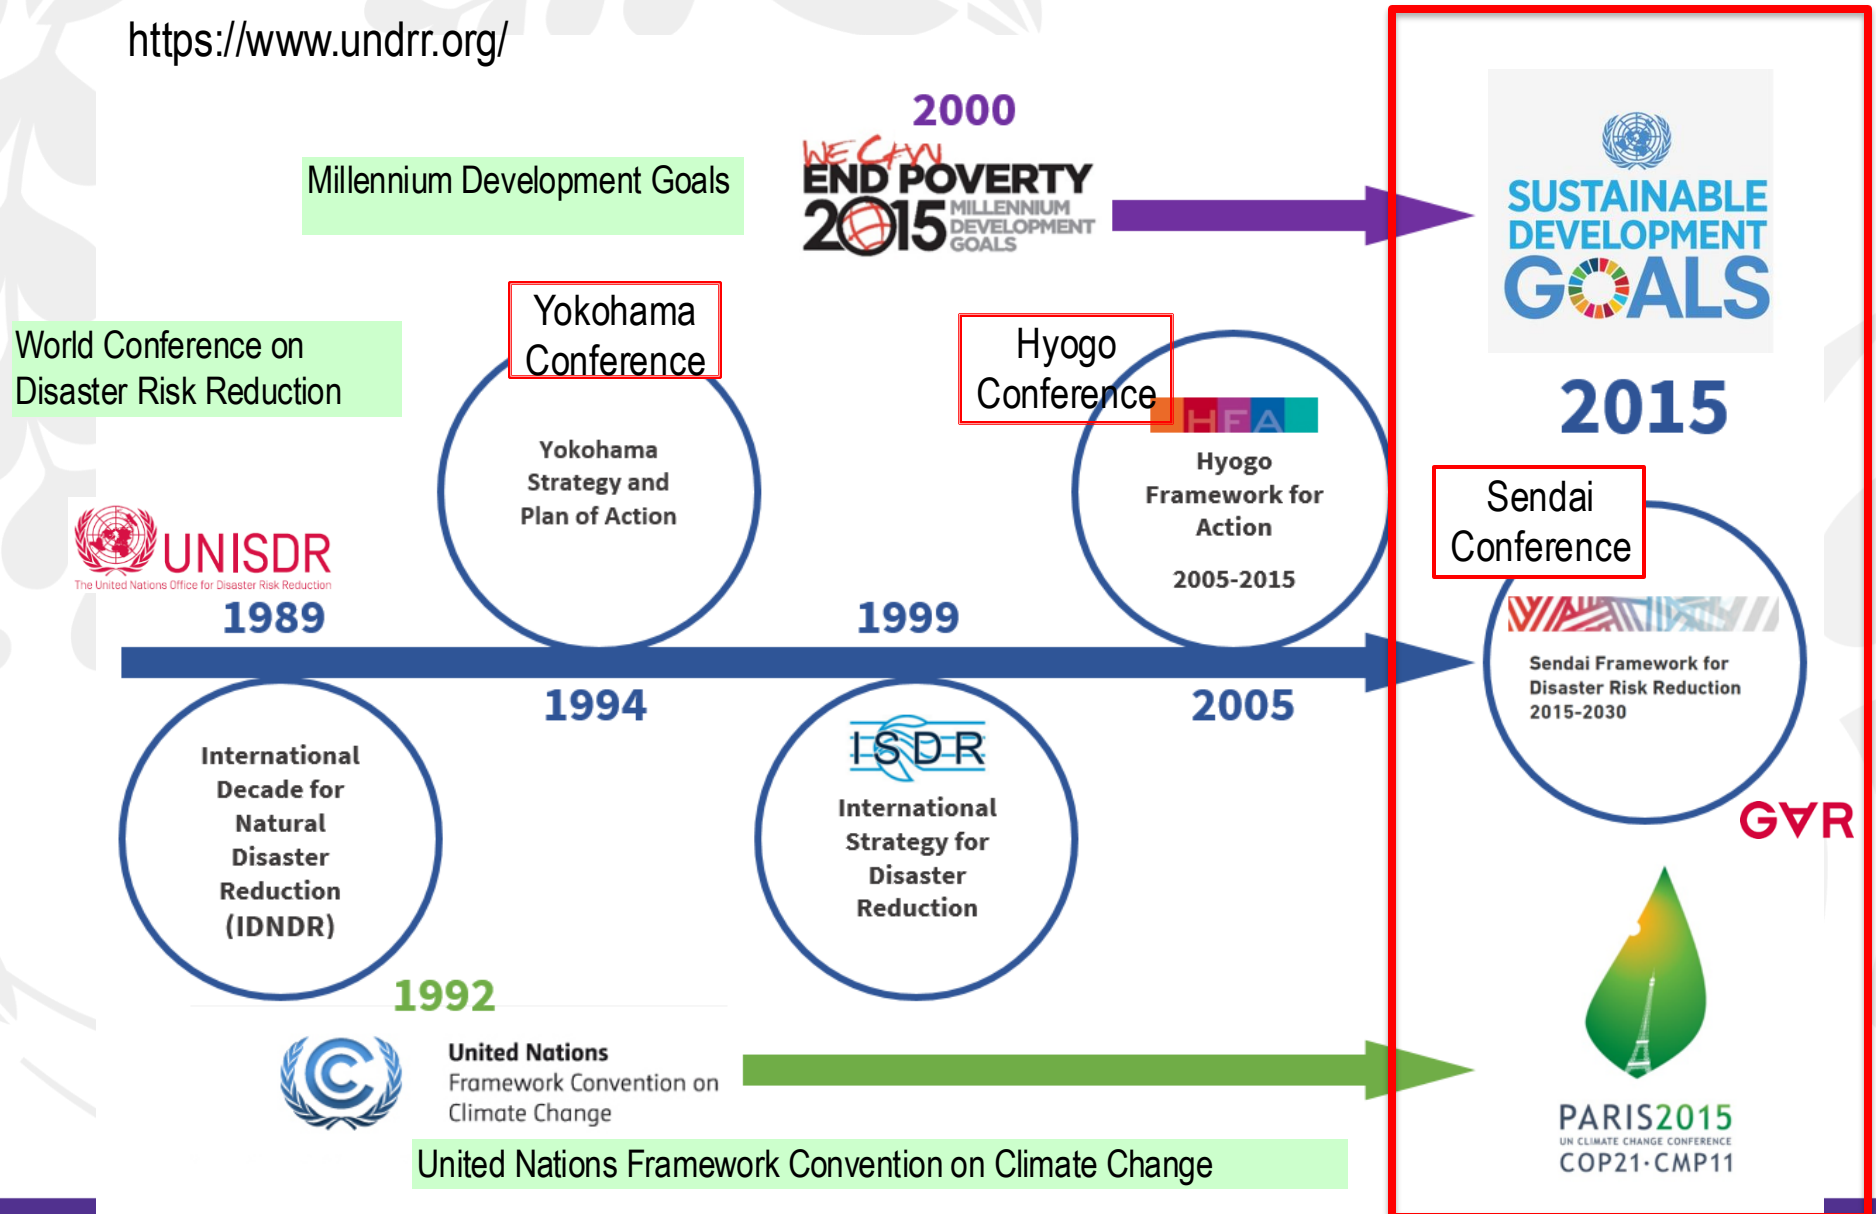 https://www.undrr.org/
2000
Millennium Development Goals
WE CAN
END POVERTY
2015 MILLENNIUM
DEVELOPMENT
GOALS
SUSTAINABLE
DEVELOPMENT
GOALS
2015
World Conference on
Disaster Risk Reduction
Yokohama
Conference
Yokohama
Strategy and
Plan of Action
Hyogo
Conference
HFA
Hyogo
Framework for
Action
2005-2015
Sendai
Conference
Sendai Framework for
Disaster Risk Reduction
2015-2030
UNISDR
The United Nations Office for Disaster Risk Reduction
1989
1999
1994
2005
International
Decade for
Natural
Disaster
Reduction
(IDNDR)
ISDR
International
Strategy for
Disaster
Reduction
GAR
1992
United Nations
Framework Convention on
Climate Change
United Nations Framework Convention on Climate Change
PARIS2015
UN CLIMATE CHANGE CONFERENCE
COP21·CMP11